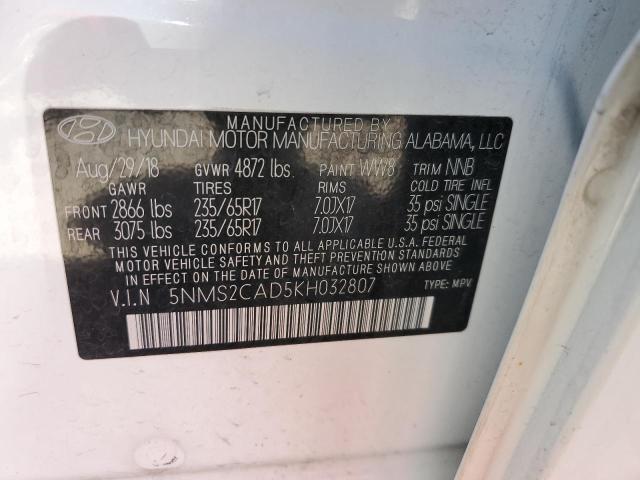 MANUFACTURED BY
HYUNDAI MOTOR MANUFACTURING ALABAMA, LLC
Aug/29/18 GVWR 4872 lbs. PAINT WW8 TRIM NNB
GAWR TIRES RIMS COLD TIRE INFL
FRONT 2866 lbs 235/65R17 7.0JX17 35 psi SINGLE
REAR 3075 lbs 235/65R17 7.0JX17 35 psi SINGLE
THIS VEHICLE CONFORMS TO ALL APPLICABLE U.S.A. FEDERAL
MOTOR VEHICLE SAFETY AND THEFT PREVENTION STANDARDS
IN EFFECT ON THE DATE OF MANUFACTURE SHOWN ABOVE.
V.I.N 5NMS2CAD5KH032807 TYPE: MPV